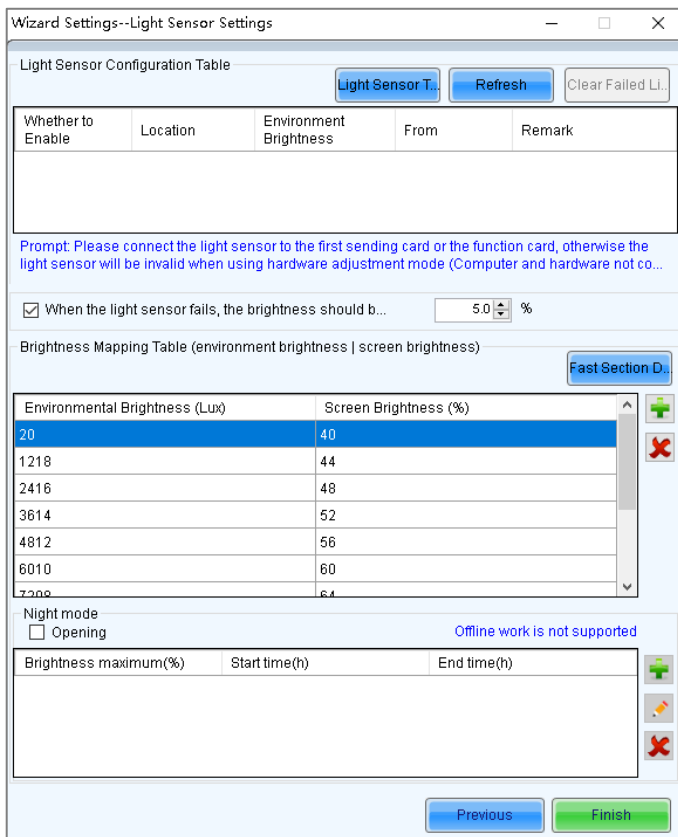 Wizard Settings--Light Sensor Settings
Light Sensor Configuration Table
Light Sensor T... Refresh Clear Failed Li..
Whether to Enable Location Environment Brightness From Remark
Prompt: Please connect the light sensor to the first sending card or the function card, otherwise the
light sensor will be invalid when using hardware adjustment mode (Computer and hardware not co...
When the light sensor fails, the brightness should b... 5.0 %
Brightness Mapping Table (environment brightness | screen brightness)
Fast Section D...
Environmental Brightness (Lux) Screen Brightness (%)
20 40
1218 44
2416 48
3614 52
4812 56
6010 60
7208 64
Night mode
Opening Offline work is not supported
Brightness maximum(%) Start time(h) End time(h)
Previous Finish